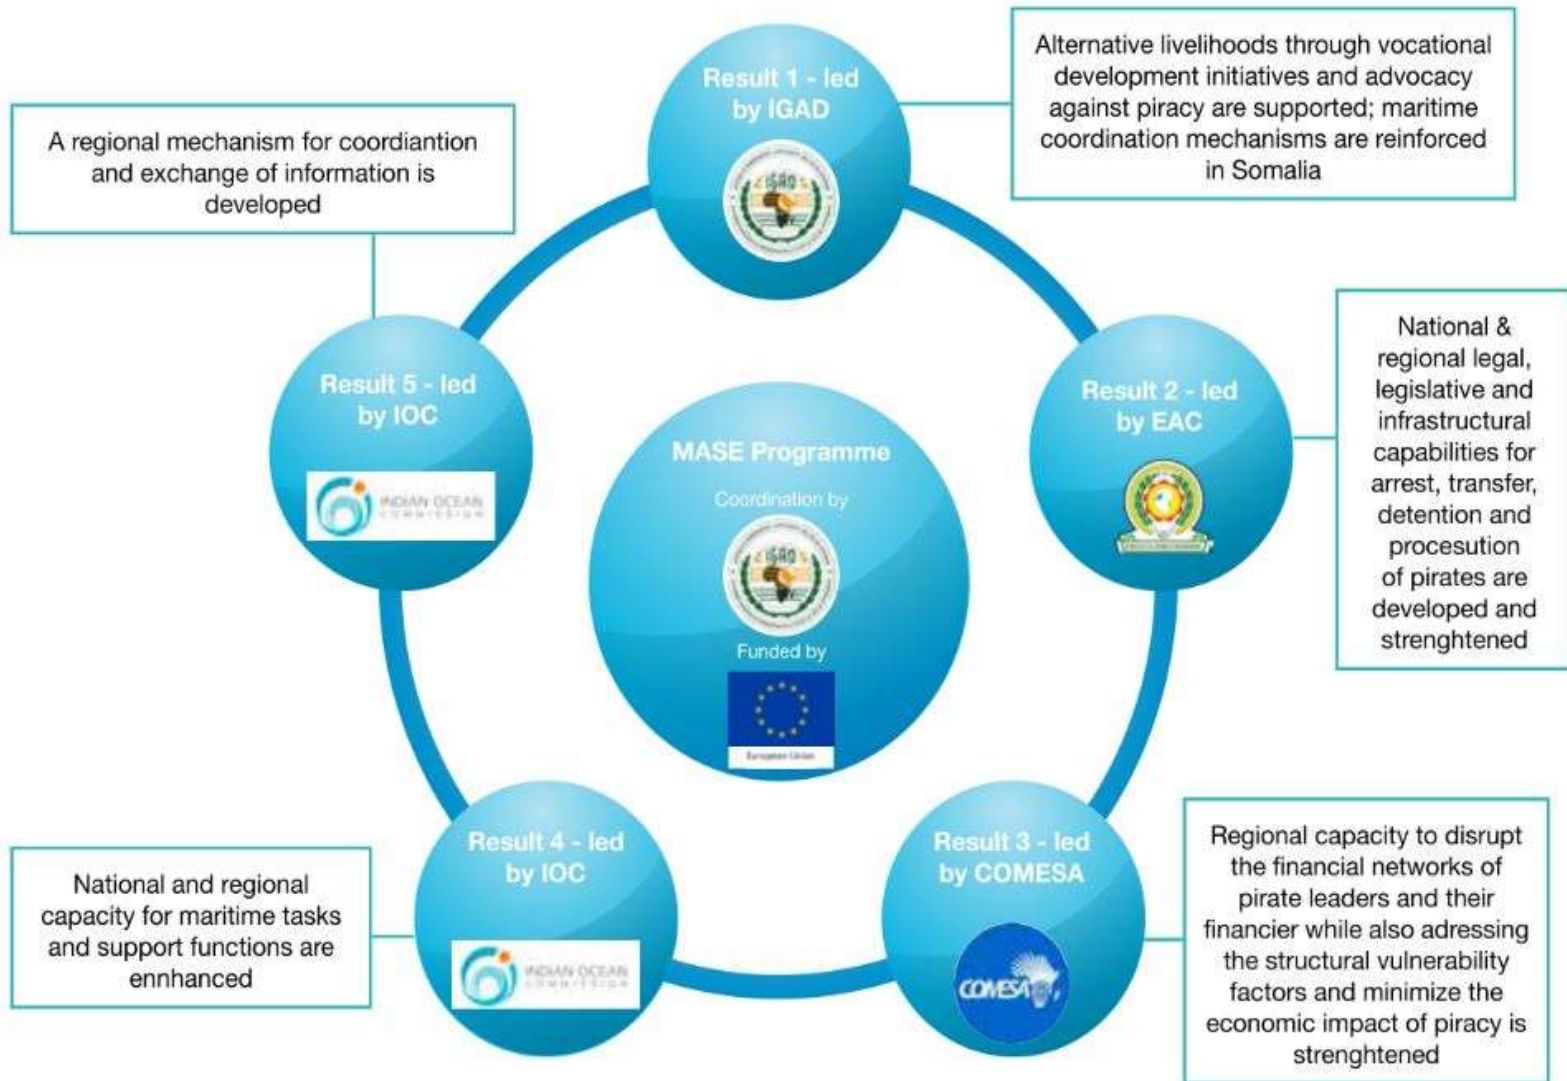 Result 1 - led
by IGAD
IGAD
Alternative livelihoods through vocational
development initiatives and advocacy
against piracy are supported; maritime
coordination mechanisms are reinforced
in Somalia
A regional mechanism for coordiantion
and exchange of information is
developed
Result 5 - led
by IOC
INDIAN OCEAN
COMMISSION
MASE Programme
Coordination by
IGAD
Funded by
European Union
Result 2 - led
by EAC
National &
regional legal,
legislative and
infrastructural
capabilities for
arrest, transfer,
detention and
procesution
of pirates are
developed and
strenghtened
Result 4 - led
by IOC
INDIAN OCEAN
COMMISSION
National and regional
capacity for maritime tasks
and support functions are
ennhanced
Result 3 - led
by COMESA
COMESA
Regional capacity to disrupt
the financial networks of
pirate leaders and their
financier while also adressing
the structural vulnerability
factors and minimize the
economic impact of piracy is
strenghtened